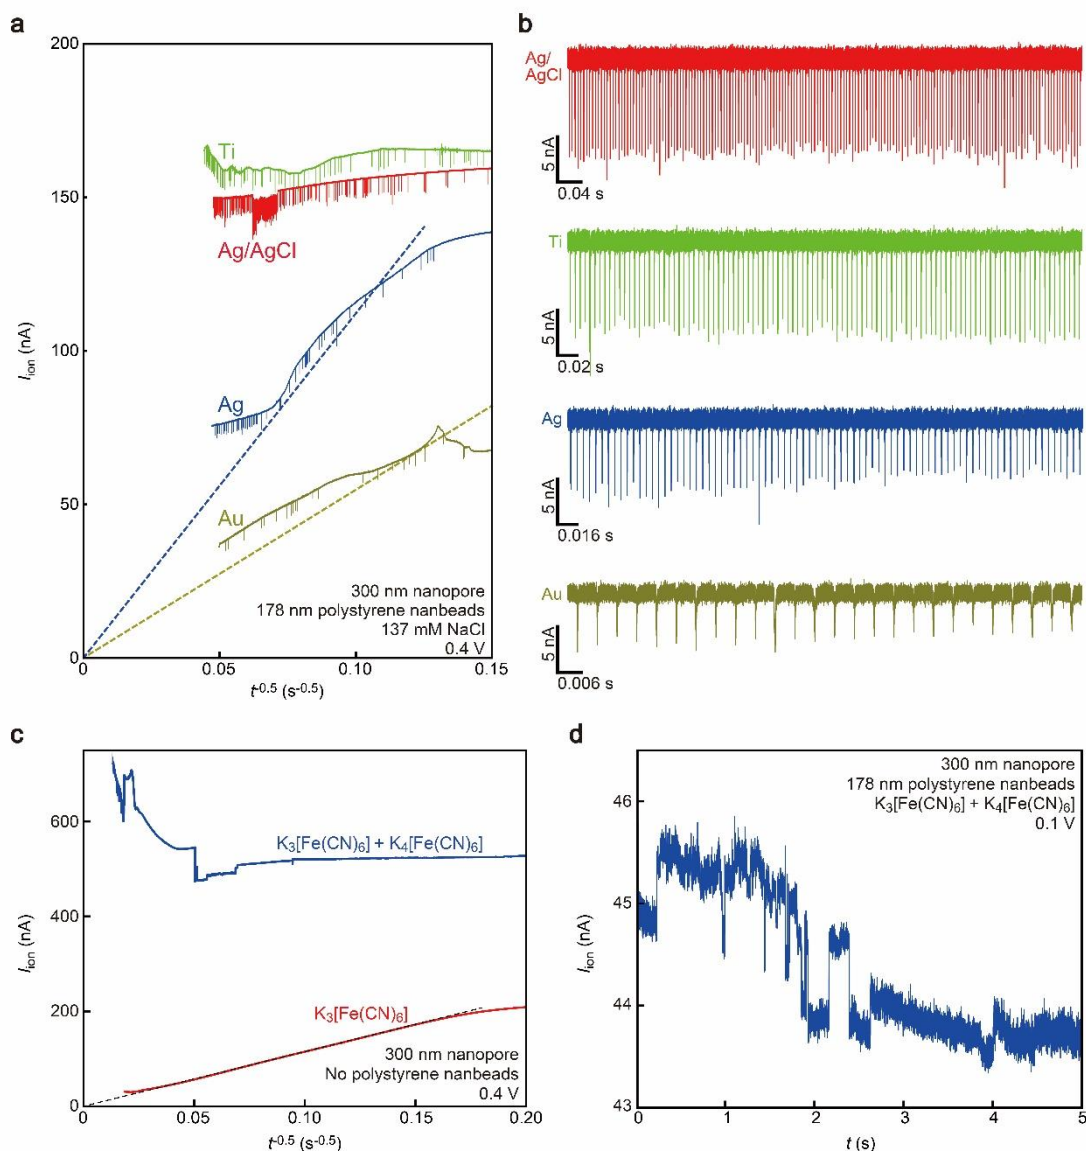 a
200
150
100
50
0
I_ion (nA)
Ti
Ag/AgCl
Ag
Au
300 nm nanopore
178 nm polystyrene nanbeads
137 mM NaCl
0.4 V
0
0.05
0.10
0.15
t^-0.5 (s^-0.5)
b
Ag/
AgCl
5 nA
0.04 s
Ti
5 nA
0.02 s
Ag
5 nA
0.016 s
Au
5 nA
0.006 s
c
600
400
200
0
I_ion (nA)
K₃[Fe(CN)₆] + K₄[Fe(CN)₆]
K₃[Fe(CN)₆]
300 nm nanopore
No polystyrene nanbeads
0.4 V
0
0.05
0.10
0.15
0.20
t^-0.5 (s^-0.5)
d
46
45
44
43
I_ion (nA)
300 nm nanopore
178 nm polystyrene nanbeads
K₃[Fe(CN)₆] + K₄[Fe(CN)₆]
0.1 V
0
1
2
3
4
5
t (s)